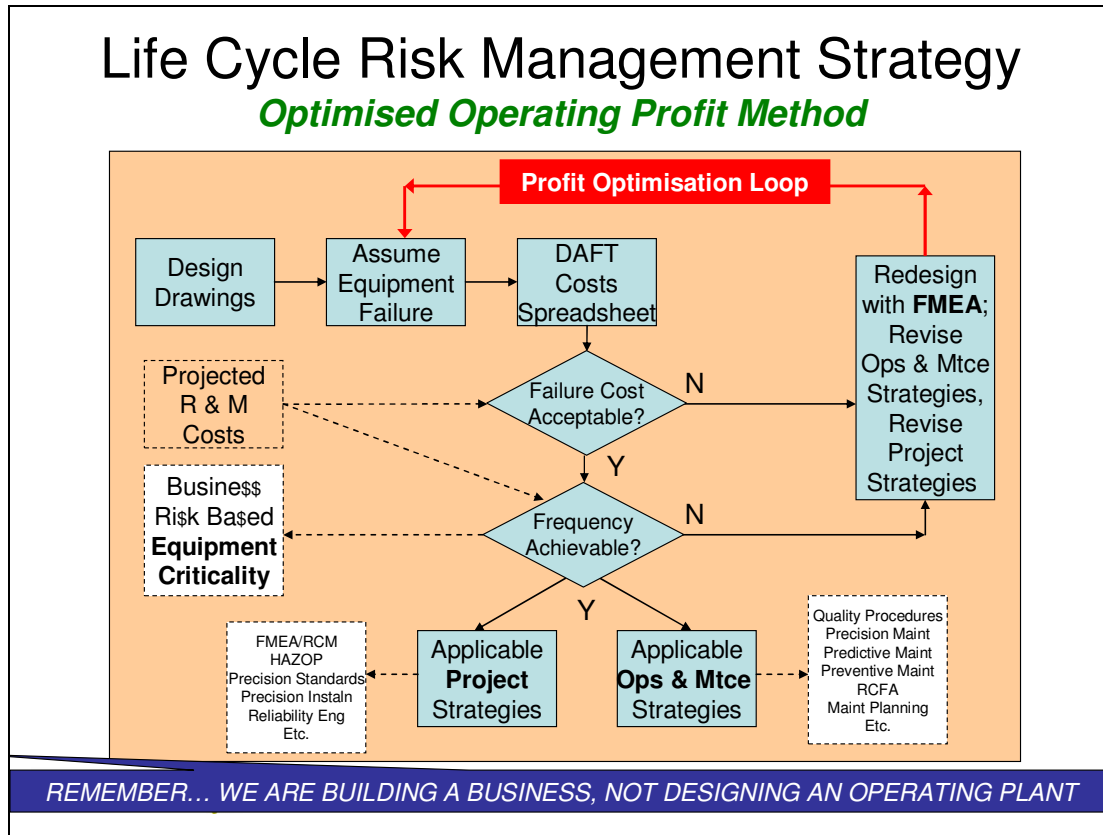 Life Cycle Risk Management Strategy
Optimised Operating Profit Method
Profit Optimisation Loop
Design
Drawings
Assume
Equipment
Failure
DAFT
Costs
Spreadsheet
Redesign
with FMEA;
Revise
Ops & Mtce
Strategies,
Revise
Project
Strategies
Projected
R & M
Costs
Failure Cost
Acceptable?
N
Y
Busine$$
Ri$k Ba$ed
Equipment
Criticality
Frequency
Achievable?
N
Y
FMEA/RCM
HAZOP
Precision Standards
Precision Instaln
Reliability Eng
Etc.
Applicable
Project
Strategies
Applicable
Ops & Mtce
Strategies
Quality Procedures
Precision Maint
Predictive Maint
Preventive Maint
RCFA
Maint Planning
Etc.
REMEMBER… WE ARE BUILDING A BUSINESS, NOT DESIGNING AN OPERATING PLANT